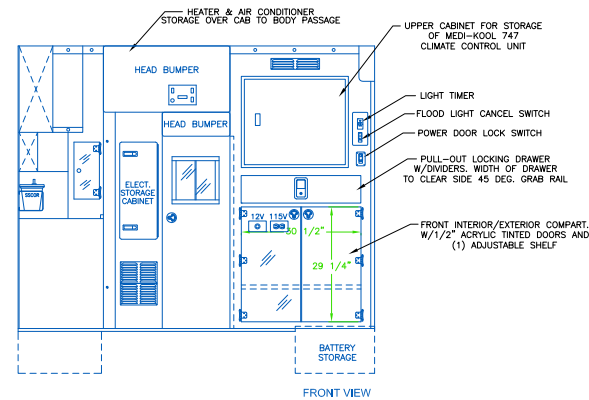 HEATER & AIR CONDITIONER
STORAGE OVER CAB TO BODY PASSAGE
UPPER CABINET FOR STORAGE
OF MEDI-KOOL 747
CLIMATE CONTROL UNIT
HEAD BUMPER
LIGHT TIMER
FLOOD LIGHT CANCEL SWITCH
HEAD BUMPER
POWER DOOR LOCK SWITCH
PULL-OUT LOCKING DRAWER
W/DIVIDERS. WIDTH OF DRAWER
TO CLEAR SIDE 45 DEG. GRAB RAIL
ELECT.
STORAGE
CABINET
SSCOR
12V 115V
30 1/2"
FRONT INTERIOR/EXTERIOR COMPART.
W/1/2" ACRYLIC TINTED DOORS AND
(1) ADJUSTABLE SHELF
29 1/4"
BATTERY
STORAGE
FRONT VIEW